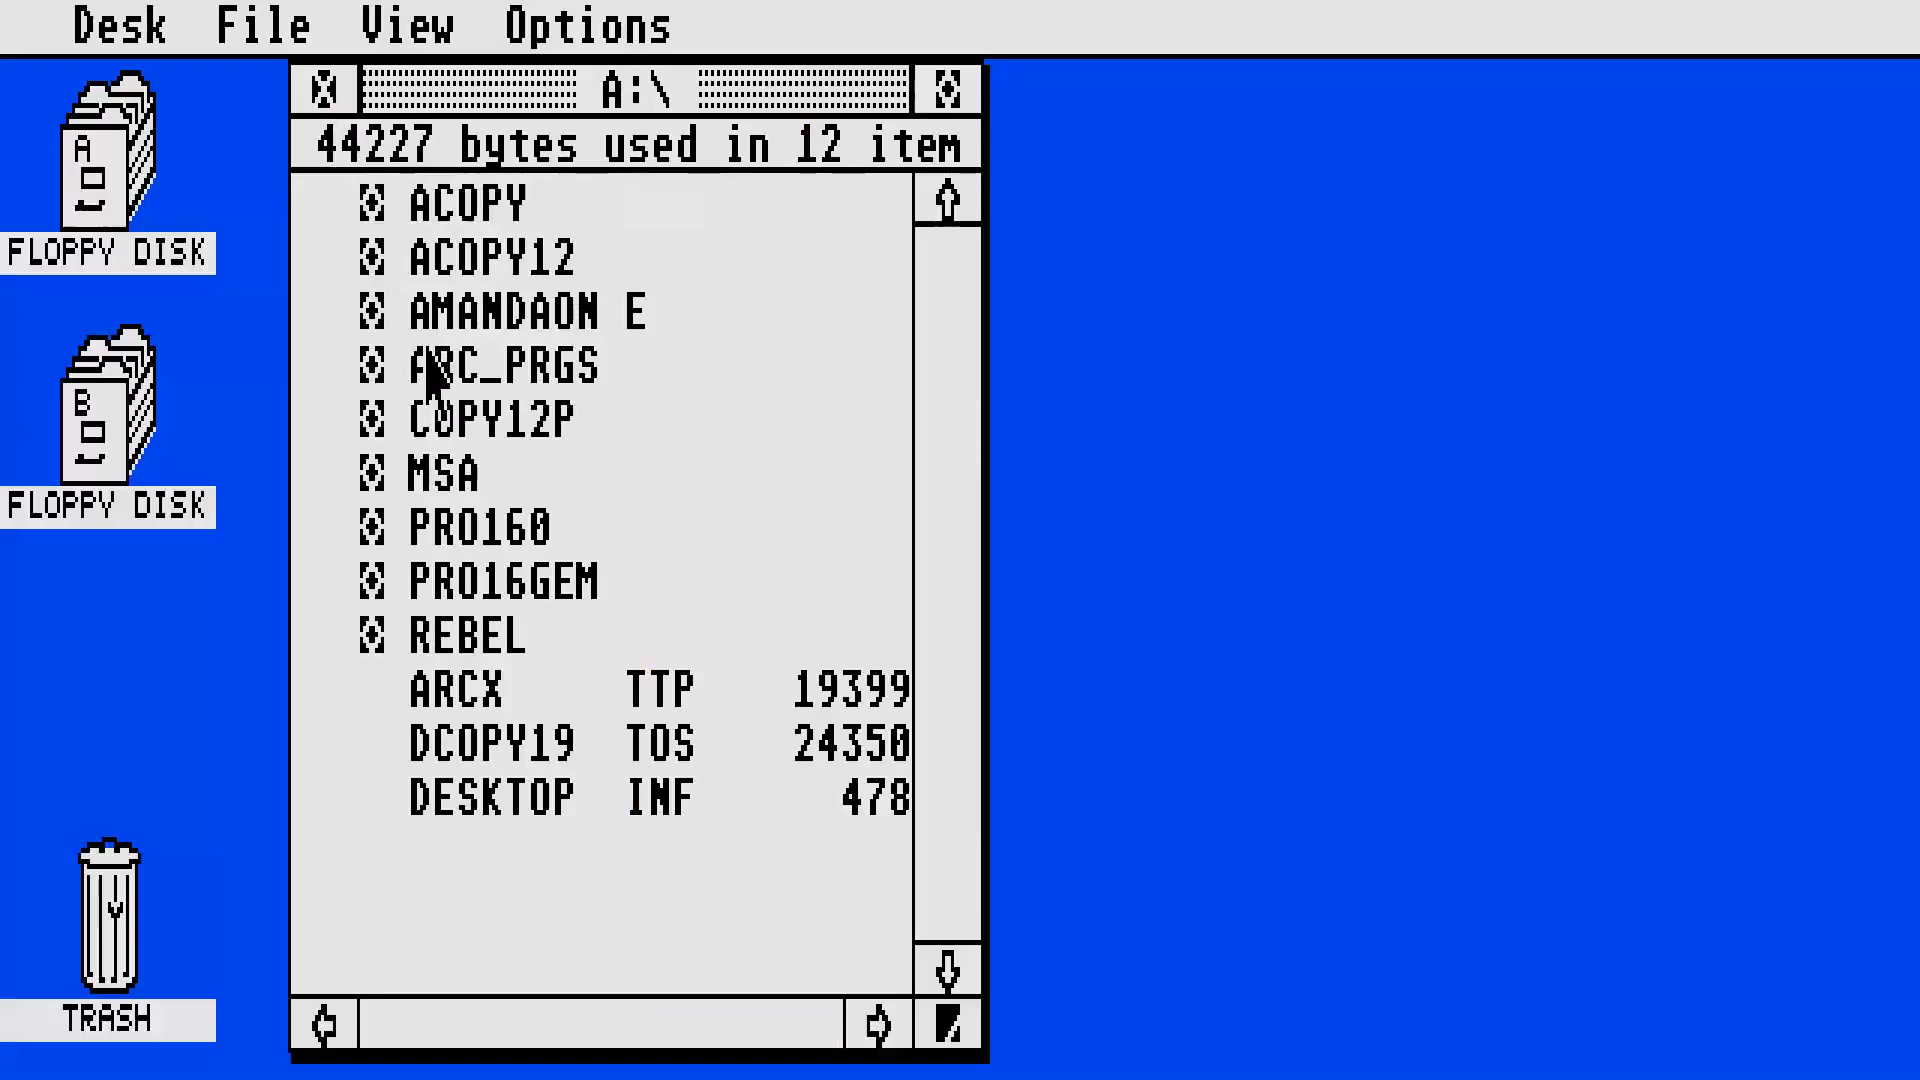 Desk File View Options
A
FLOPPY DISK
B
FLOPPY DISK
TRASH
A:\
44227 bytes used in 12 item
ACOPY
ACOPY12
AMANDAON E
ARC_PRGS
COPY12P
MSA
PRO160
PRO16GEM
REBEL
ARCX TTP 19399
DCOPY19 TOS 24350
DESKTOP INF 478